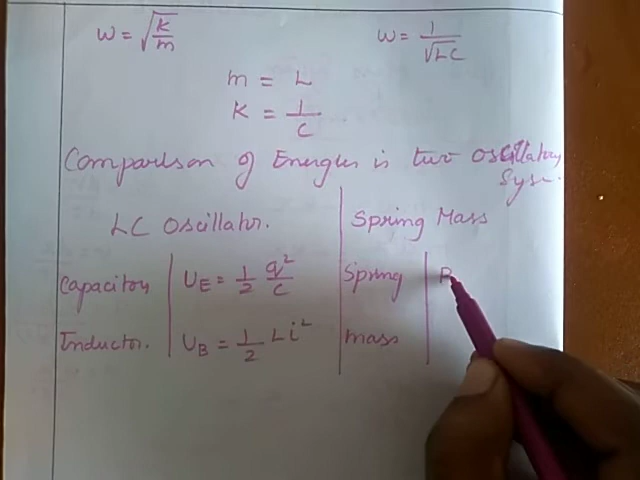 W = √K/m W = 1/√LC
m = L
K = 1/C
Comparison of Energies is two Oscillatory
Sys.
LC Oscillator. Spring Mass
Capacitor U_E = 1/2 q²/C Spring P
Inductor. U_B = 1/2 Li² mass